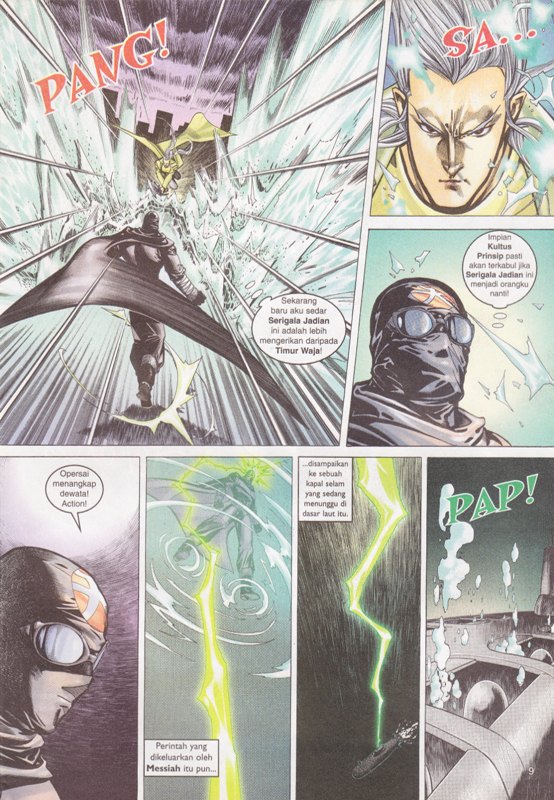 PANG!
Sekarang
baru aku sedar
Serigala Jadian
ini adalah lebih
mengerikan daripada
Timur Waja!
SA...
Impian
Kultus
Prinsip pasti
akan terkabul jika
Serigala Jadian ini
menjadi orangku
nanti!
Opersai
menangkap
dewata!
Action!
Perintah yang
dikeluarkan oleh
Messiah itu pun...
...disampaikan
ke sebuah
kapal selam
yang sedang
menunggu di
dasar laut itu.
PAP!
9